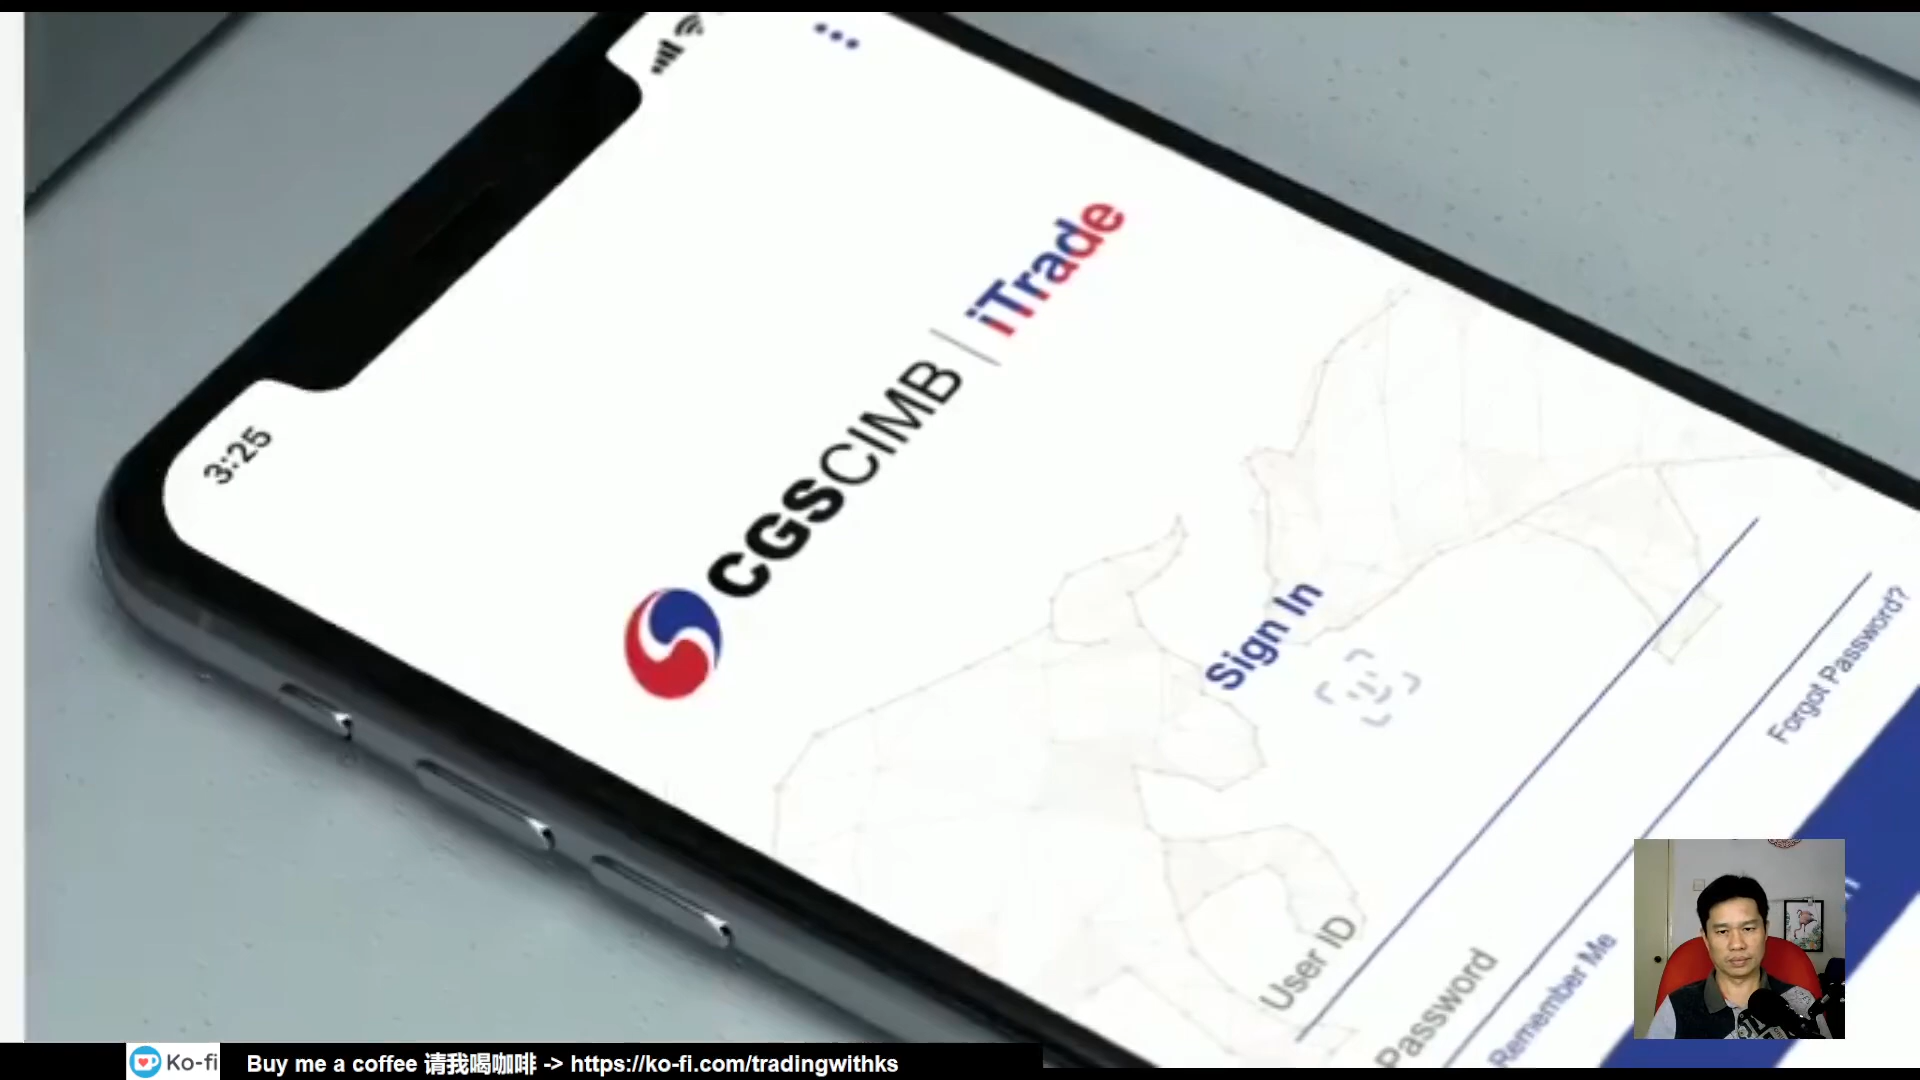 3:25
CGSCIMB | iTrade
Sign In
User ID
Password
Remember Me
Forgot Password?
Ko-fi
Buy me a coffee 请我喝咖啡 -> https://ko-fi.com/tradingwithks